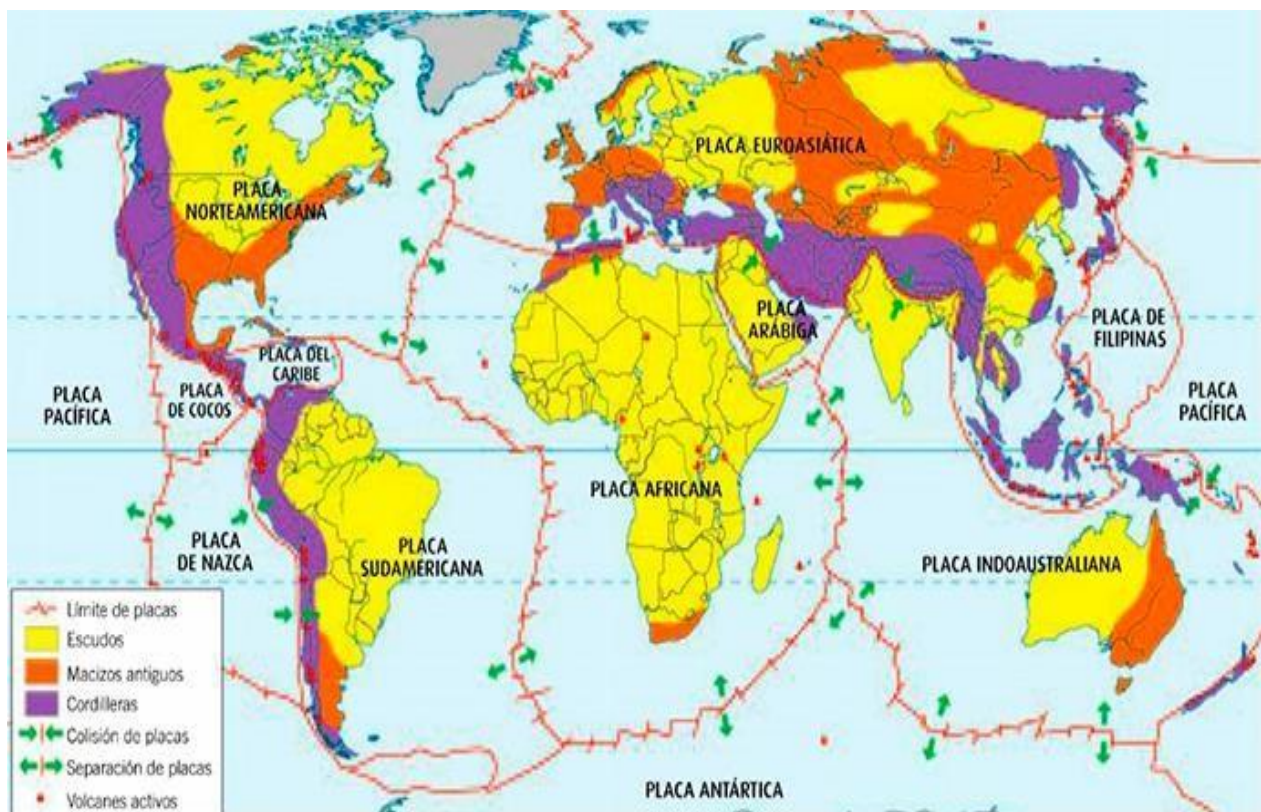 PLACA EUROASIÁTICA
PLACA
NORTEAMERICANA
PLACA
ARÁBIGA
PLACA DE
FILIPINAS
PLACA DEL
CARIBE
PLACA
DE COCOS
PLACA
PACÍFICA
PLACA
PACÍFICA
PLACA AFRICANA
PLACA
DE NAZCA
PLACA
SUDAMERICANA
PLACA INDOAUSTRALIANA
PLACA ANTÁRTICA
Límite de placas
Escudos
Macizos antiguos
Cordilleras
Colisión de placas
Separación de placas
Volcanes activos